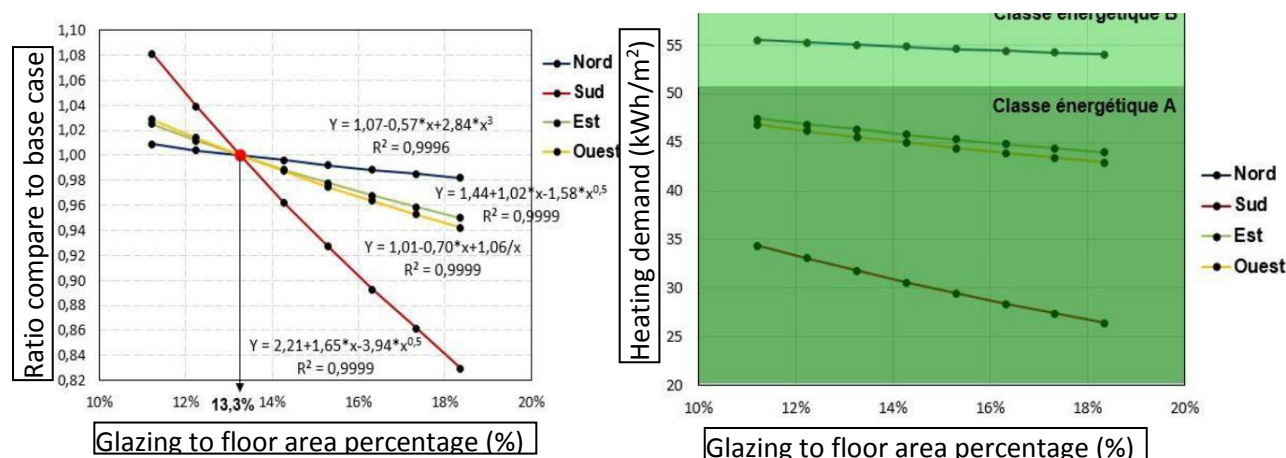 Ratio compare to base case
1,10
1,08
1,06
1,04
1,02
1,00
0,98
0,96
0,94
0,92
0,90
0,88
0,86
0,84
0,82
10%
12%
13,3%
14%
16%
18%
20%
Glazing to floor area percentage (%)
Y = 1,07-0,57*x+2,84*x³
R² = 0,9996
Y = 1,44+1,02*x-1,58*x⁰,⁵
R² = 0,9999
Y = 1,01-0,70*x+1,06/x
R² = 0,9999
Y = 2,21+1,65*x-3,94*x⁰,⁵
R² = 0,9999
Nord
Sud
Est
Ouest
Heating demand (kWh/m²)
55
50
45
40
35
30
25
20
10%
12%
14%
16%
18%
20%
Glazing to floor area percentage (%)
Classe énergétique B
Classe énergétique A
Nord
Sud
Est
Ouest